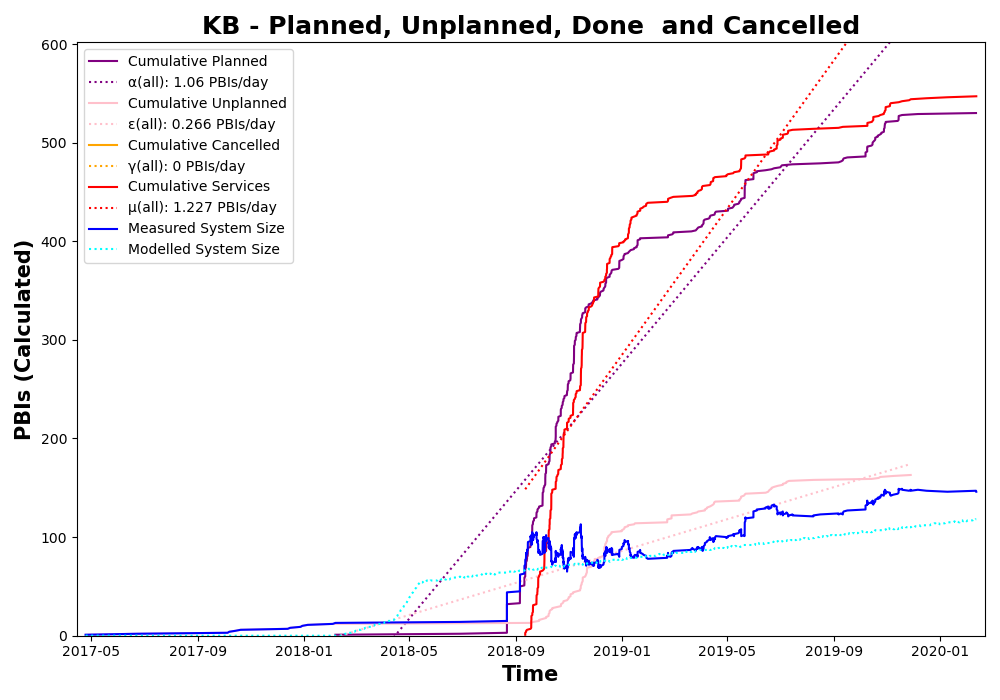 KB - Planned, Unplanned, Done  and Cancelled
600
500
400
300
200
100
0
PBIs (Calculated)
Cumulative Planned
α(all): 1.06 PBIs/day
Cumulative Unplanned
ε(all): 0.266 PBIs/day
Cumulative Cancelled
γ(all): 0 PBIs/day
Cumulative Services
μ(all): 1.227 PBIs/day
Measured System Size
Modelled System Size
2017-05 2017-09 2018-01 2018-05 2018-09 2019-01 2019-05 2019-09 2020-01
Time